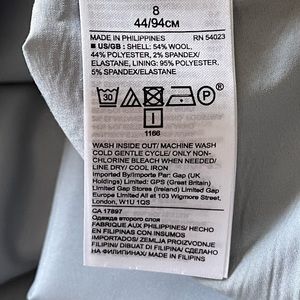 8
44/94CM
MADE IN PHILIPPINES RN 54023
■ US/GB: SHELL: 54% WOOL,
44% POLYESTER, 2% SPANDEX/
ELASTANE, LINING: 95% POLYESTER,
5% SPANDEX/ELASTANE
30 P
I
1166
WASH INSIDE OUT/ MACHINE WASH
COLD GENTLE CYCLE/ ONLY NON-
CHLORINE BLEACH WHEN NEEDED/
LINE DRY/ COOL IRON
Imported By/Importe Par: Gap (UK
Holdings) Limited: GPS (Great Britain)
Limited Gap Stores (Ireland) Limited Gap
Europe Limited All at 103 Wigmore Street,
London, W1U 1QS
CA 17897
Одежда второго слоя
FABRIQUE AUX PHILIPPINES/ HECHO
EN FILIPINAS CON INSUMOS
IMPORTADOS/ ZEMLJA PROIZVODNJE
FILIPINI/ DIBUAT DI FILIPINA/ СДЕЛАНО
НА ФИЛИПИНАХ/ MADE IN